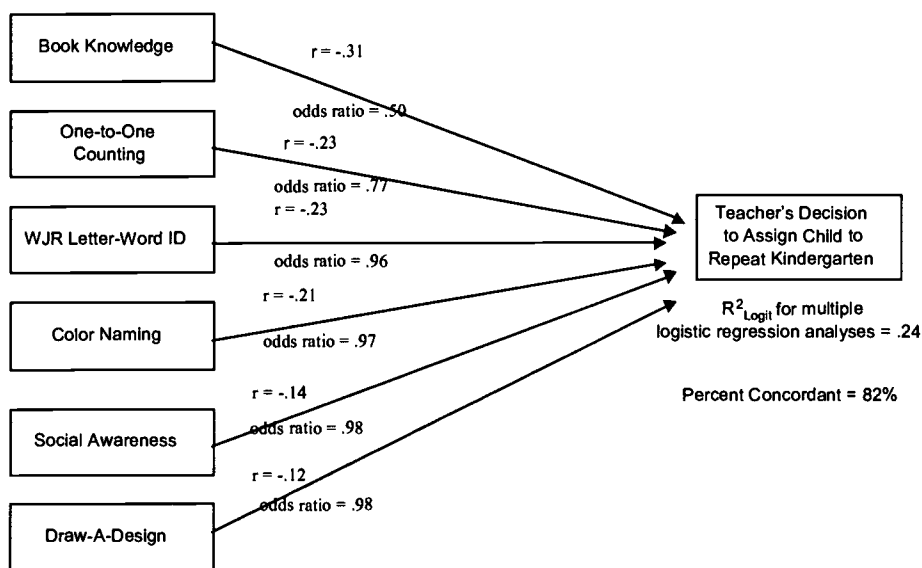 Book Knowledge
r = -.31
odds ratio = .50
One-to-One
Counting
r = -.23
odds ratio = .77
WJR Letter-Word ID
r = -.23
odds ratio = .96
Color Naming
r = -.21
odds ratio = .97
Social Awareness
r = -.14
odds ratio = .98
Draw-A-Design
r = -.12
odds ratio = .98
Teacher's Decision
to Assign Child to
Repeat Kindergarten
R²Logit for multiple
logistic regression analyses = .24
Percent Concordant = 82%